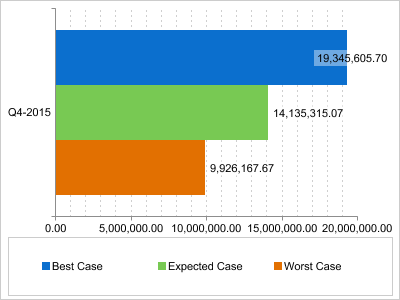 19,345,605.70
Q4-2015
14,135,315.07
9,926,167.67
0.00 5,000,000.00 10,000,000.00 15,000,000.00 20,000,000.00
Best Case Expected Case Worst Case